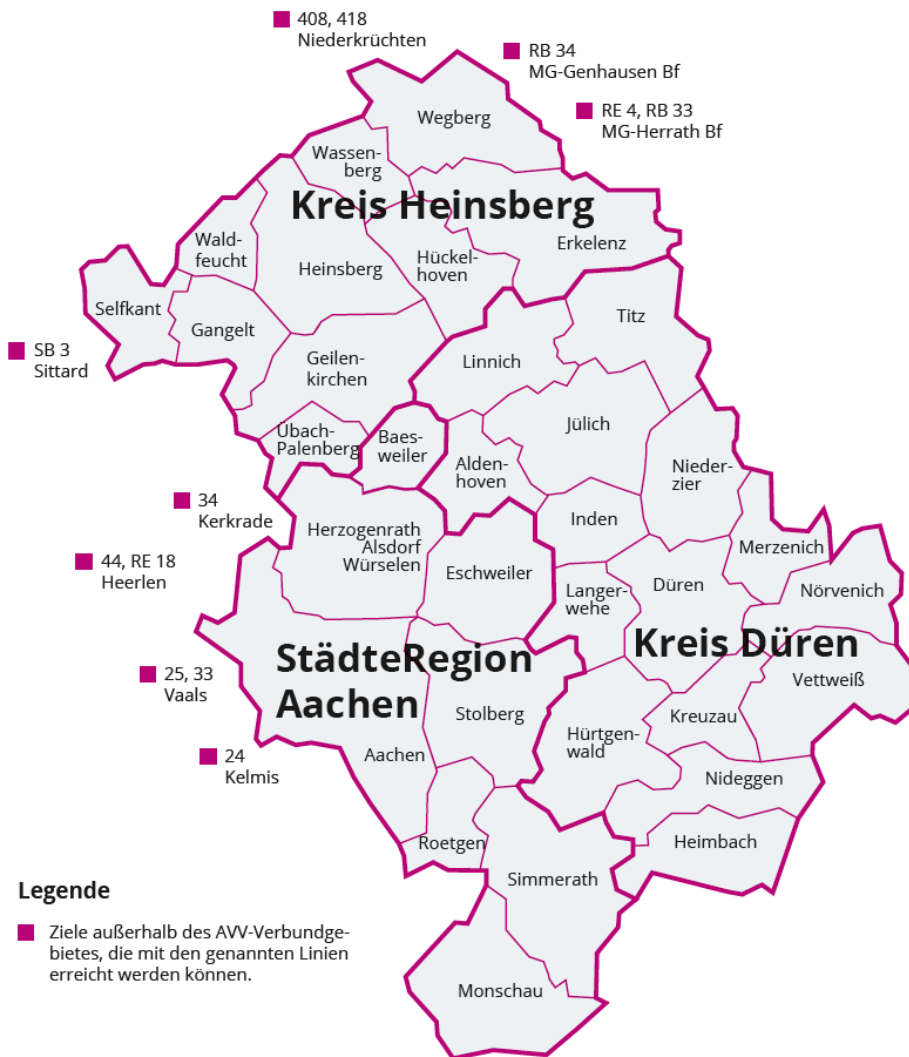 408, 418
Niederkrüchten
RB 34
MG-Genhausen Bf
RE 4, RB 33
MG-Herrath Bf
Wegberg
Wassen-
berg
Kreis Heinsberg
Erkelenz
Wald-
feucht
Heinsberg
Hückel-
hoven
Selfkant
Gangelt
Titz
SB 3
Sittard
Geilen-
kirchen
Linnich
Übach-
Palenberg
Baes-
weiler
Jülich
Alden-
hoven
Nieder-
zier
34
Kerkrade
Herzogenrath
Alsdorf
Würselen
Inden
Merzenich
44, RE 18
Heerlen
Eschweiler
Langer-
wehe
Düren
Nörvenich
StädteRegion
Aachen
Kreis Düren
25, 33
Vaals
Vettweiß
Stolberg
Kreuzau
Hürtgen-
wald
24
Kelmis
Aachen
Nideggen
Roetgen
Heimbach
Simmerath
Legende
Ziele außerhalb des AVV-Verbundge-
bietes, die mit den genannten Linien
erreicht werden können.
Monschau